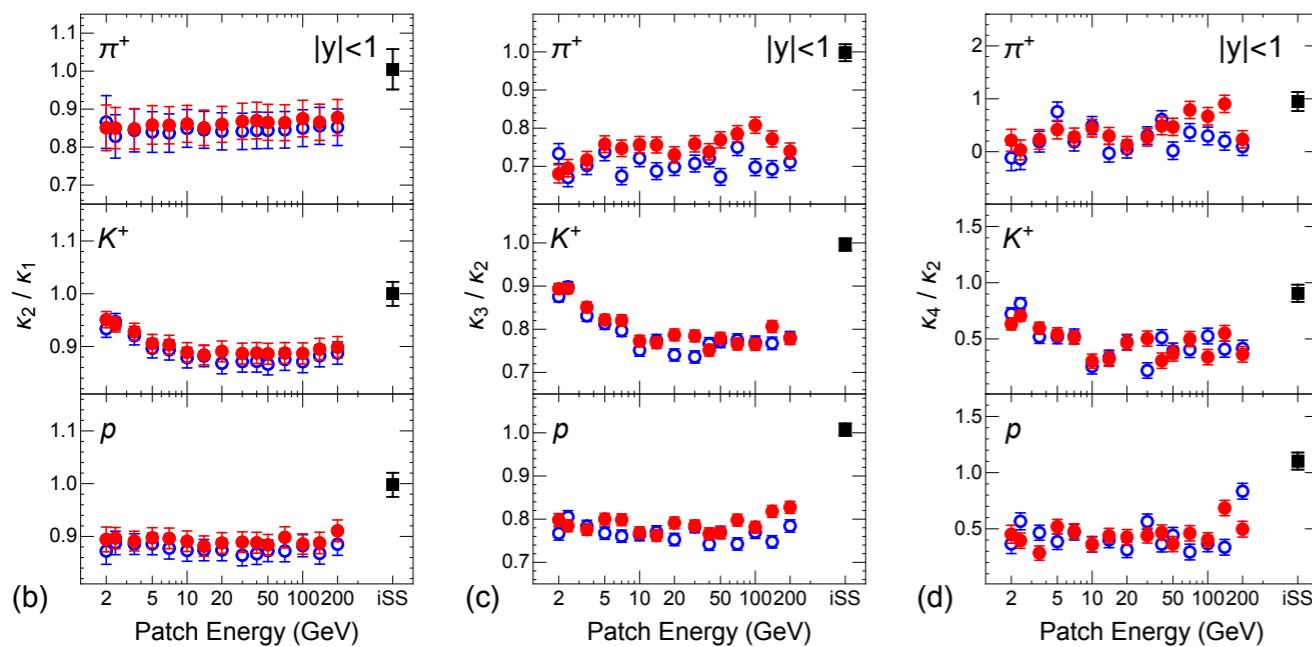 π⁺ |y|<1
1.1
1.0
0.9
0.8
0.7
K⁺
1.1
1.0
0.9
κ₂ / κ₁
p
1.1
1.0
0.9
2 5 10 20 50 100 200 iSS
Patch Energy (GeV)
(b)
π⁺ |y|<1
1.0
0.9
0.8
0.7
K⁺
1.0
0.9
0.8
0.7
κ₃ / κ₂
p
1.0
0.9
0.8
0.7
2 5 10 20 50 100 200 iSS
Patch Energy (GeV)
(c)
π⁺ |y|<1
2
1
0
K⁺
1.5
1.0
0.5
κ₄ / κ₂
p
1.5
1.0
0.5
2 5 10 20 50 100 200 iSS
Patch Energy (GeV)
(d)